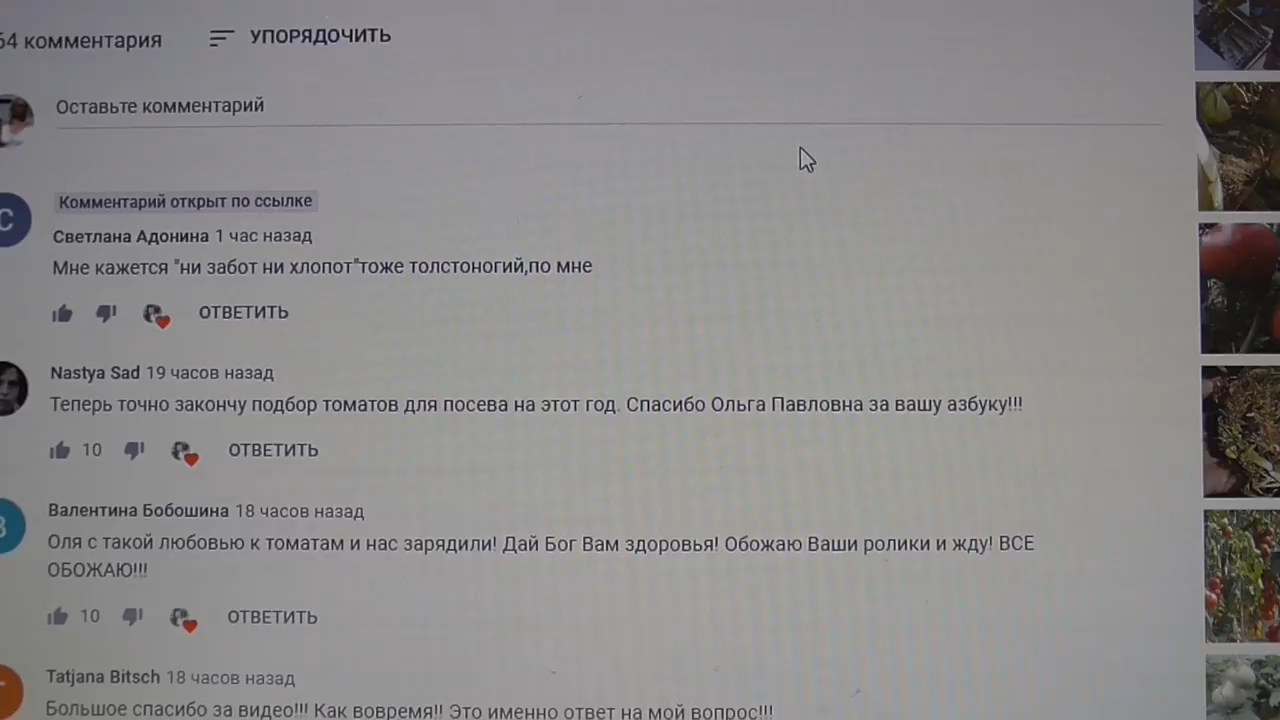 64 комментария
УПОРЯДОЧИТЬ
Оставьте комментарий
Комментарий открыт по ссылке
С
Светлана Адонина 1 час назад
Мне кажется "ни забот ни хлопот"тоже толстоногий,по мне
ОТВЕТИТЬ
Nastya Sad 19 часов назад
Теперь точно закончу подбор томатов для посева на этот год. Спасибо Ольга Павловна за вашу азбуку!!!
10 ОТВЕТИТЬ
В
Валентина Бобошина 18 часов назад
Оля с такой любовью к томатам и нас зарядили! Дай Бог Вам здоровья! Обожаю Ваши ролики и жду! ВСЕ
ОБОЖАЮ!!!
10 ОТВЕТИТЬ
Tatjana Bitsch 18 часов назад
Большое спасибо за видео!!! Как вовремя!! Это именно ответ на мой вопрос!!!